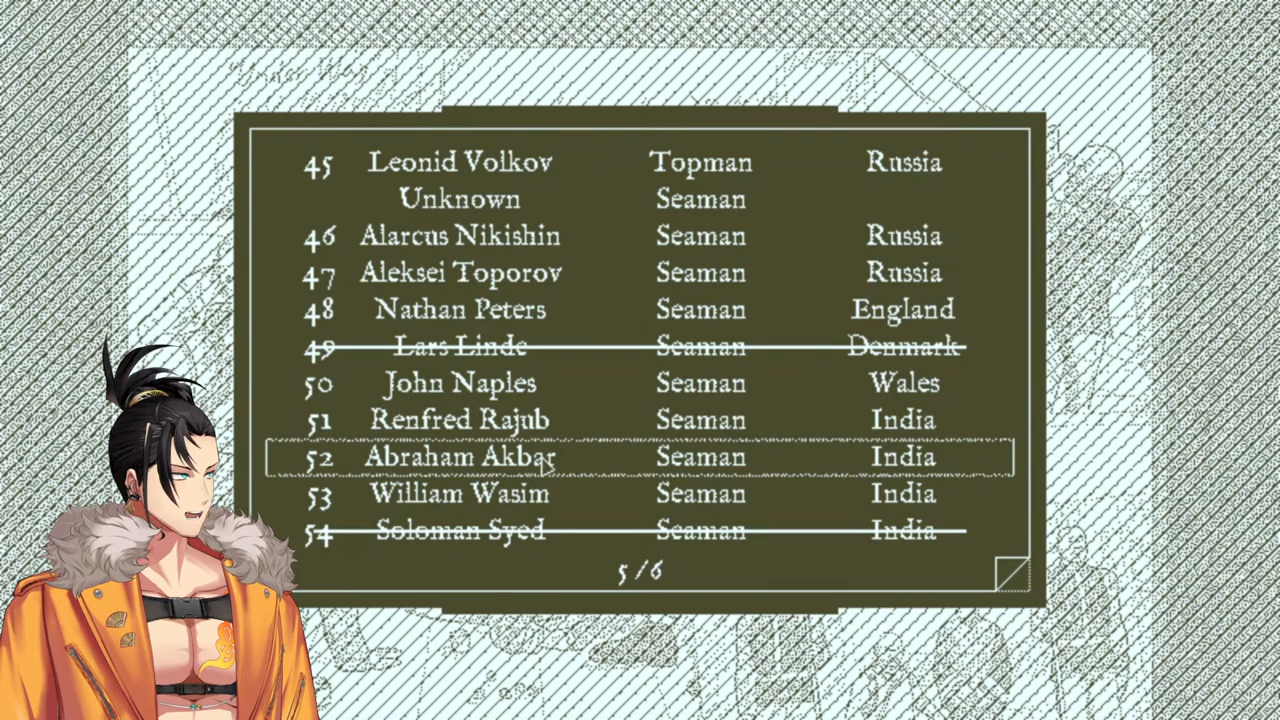 45 Leonid Volkov Topman Russia
Unknown Seaman
46 Alarcus Nikishin Seaman Russia
47 Aleksei Toporov Seaman Russia
48 Nathan Peters Seaman England
49 Lars Linde Seaman Denmark
50 John Naples Seaman Wales
51 Renfred Rajub Seaman India
52 Abraham Akbar Seaman India
53 William Wasim Seaman India
54 Soloman Syed Seaman India
5/6